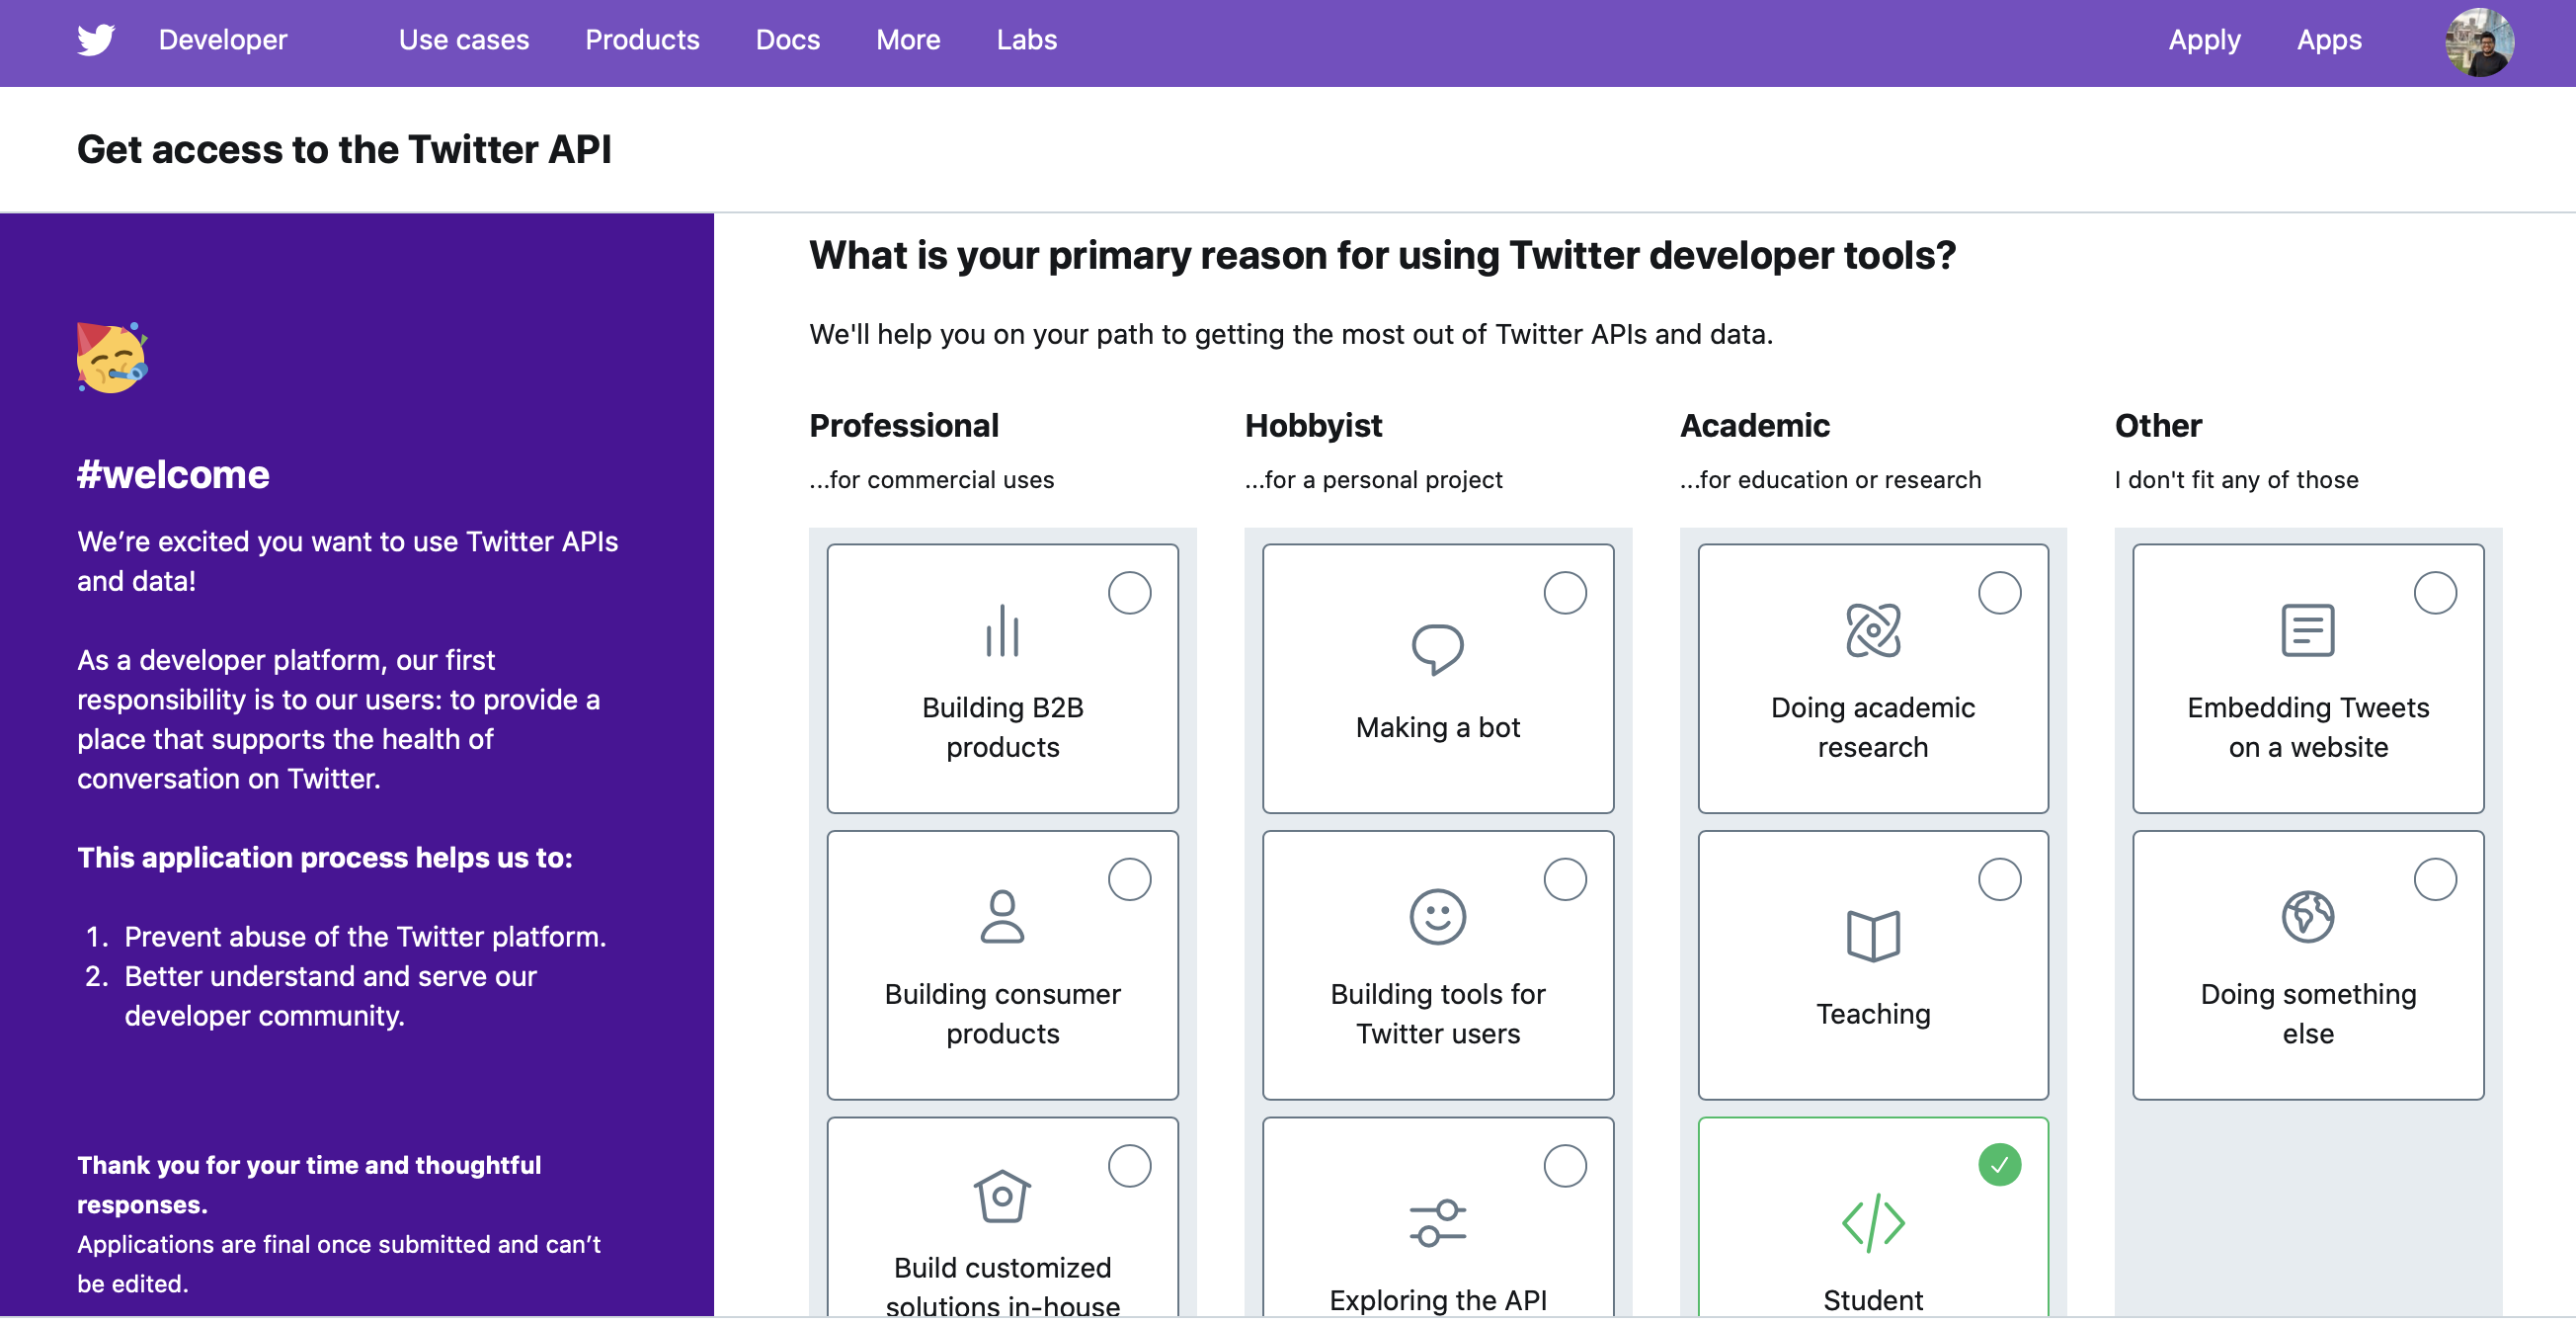 Developer
Use cases
Products
Docs
More
Labs
Apply
Apps
Get access to the Twitter API
#welcome
We’re excited you want to use Twitter APIs
and data!
As a developer platform, our first
responsibility is to our users: to provide a
place that supports the health of
conversation on Twitter.
This application process helps us to:
1. Prevent abuse of the Twitter platform.
2. Better understand and serve our
developer community.
Thank you for your time and thoughtful
responses.
Applications are final once submitted and can’t
be edited.
What is your primary reason for using Twitter developer tools?
We'll help you on your path to getting the most out of Twitter APIs and data.
Professional
...for commercial uses
Building B2B
products
Building consumer
products
Build customized
solutions in-house
Hobbyist
...for a personal project
Making a bot
Building tools for
Twitter users
Exploring the API
Academic
...for education or research
Doing academic
research
Teaching
Student
Other
I don't fit any of those
Embedding Tweets
on a website
Doing something
else